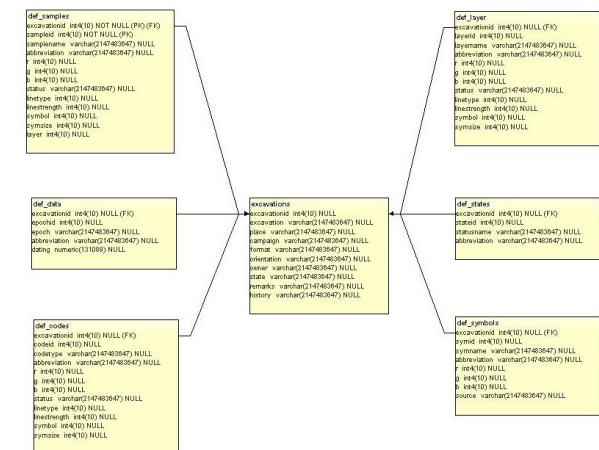 def_samples
excavationid int4(10) NOT NULL (PK) (FK)
sampleid int4(10) NOT NULL (PK)
samplename varchar(2147483647) NULL
abbreviation varchar(2147483647) NULL
r int4(10) NULL
g int4(10) NULL
b int4(10) NULL
status varchar(2147483647) NULL
linetype int4(10) NULL
linestrength int4(10) NULL
symbol int4(10) NULL
symsize int4(10) NULL
layer int4(10) NULL
def_data
excavationid int4(10) NULL (FK)
epochid int4(10) NULL
epoch varchar(2147483647) NULL
abbreviation varchar(2147483647) NULL
dating numeric(131089) NULL
def_codes
excavationid int4(10) NULL (FK)
codeid int4(10) NULL
codetype varchar(2147483647) NULL
abbreviation varchar(2147483647) NULL
r int4(10) NULL
g int4(10) NULL
b int4(10) NULL
status varchar(2147483647) NULL
linetype int4(10) NULL
linestrength int4(10) NULL
symbol int4(10) NULL
symsize int4(10) NULL
excavations
excavationid int4(10) NULL
excavation varchar(2147483647) NULL
place varchar(2147483647) NULL
campaign varchar(2147483647) NULL
format varchar(2147483647) NULL
orientation varchar(2147483647) NULL
owner varchar(2147483647) NULL
state varchar(2147483647) NULL
remarks varchar(2147483647) NULL
history varchar(2147483647) NULL
def_layer
excavationid int4(10) NULL (FK)
layerid int4(10) NULL
layername varchar(2147483647) NULL
abbreviation varchar(2147483647) NULL
r int4(10) NULL
g int4(10) NULL
b int4(10) NULL
status varchar(2147483647) NULL
linetype int4(10) NULL
linestrength int4(10) NULL
symbol int4(10) NULL
symsize int4(10) NULL
def_states
excavationid int4(10) NULL (FK)
stateid int4(10) NULL
statusname varchar(2147483647) NULL
abbreviation varchar(2147483647) NULL
def_symbols
excavationid int4(10) NULL (FK)
symid int4(10) NULL
symname varchar(2147483647) NULL
abbreviation varchar(2147483647) NULL
r int4(10) NULL
g int4(10) NULL
b int4(10) NULL
source varchar(2147483647) NULL